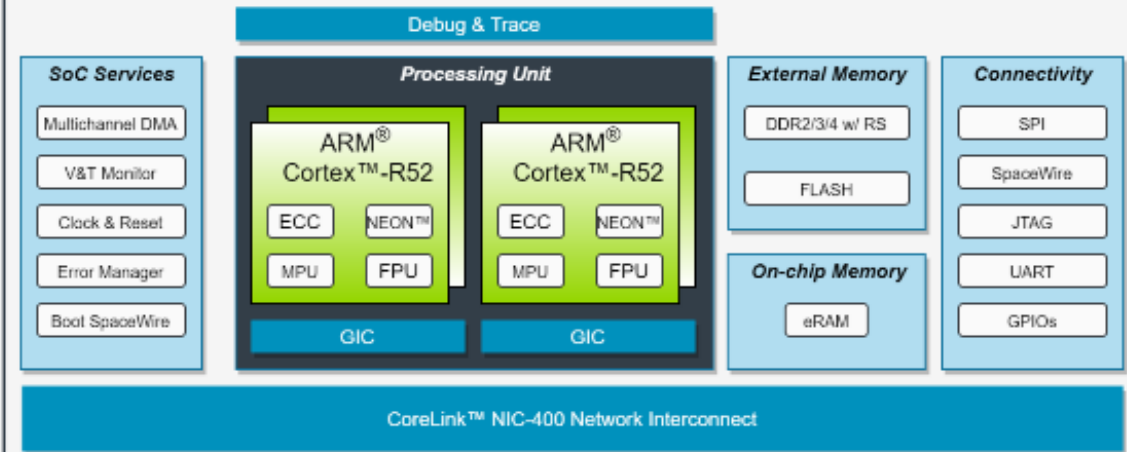 Debug & Trace
SoC Services
Multichannel DMA
V&T Monitor
Clock & Reset
Error Manager
Boot SpaceWire
Processing Unit
ARM®
Cortex™-R52
ECC
NEON™
MPU
FPU
GIC
ARM®
Cortex™-R52
ECC
NEON™
MPU
FPU
GIC
External Memory
DDR2/3/4 w/ RS
FLASH
On-chip Memory
eRAM
Connectivity
SPI
SpaceWire
JTAG
UART
GPIOs
CoreLink™ NIC-400 Network Interconnect